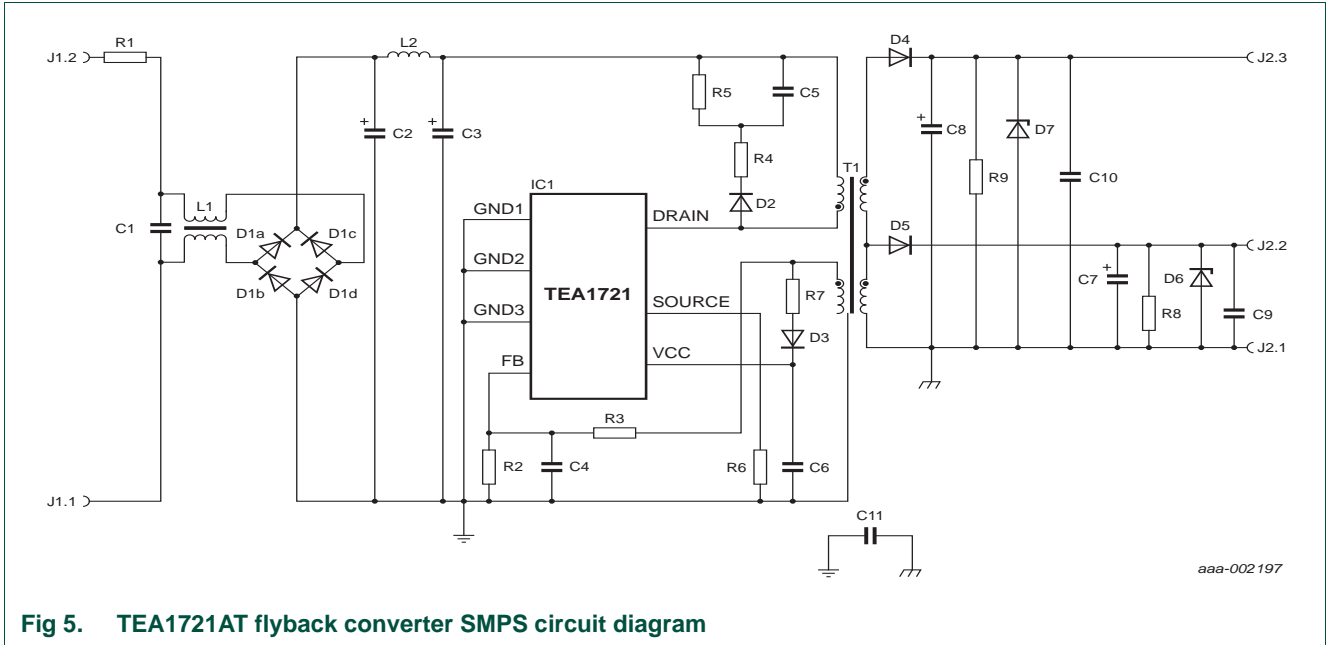 J1.2
R1
L2
D4
J2.3
R5
C5
C2
C3
C8
D7
R4
T1
R9
C10
IC1
D2
L1
GND1
DRAIN
C1
D1a
D1c
D5
J2.2
GND2
C7
D6
D1b
D1d
TEA1721
R7
SOURCE
GND3
R8
C9
D3
FB
VCC
J2.1
R3
R2
C4
R6
C6
J1.1
C11
aaa-002197
Fig 5. TEA1721AT flyback converter SMPS circuit diagram
+
+
+
+